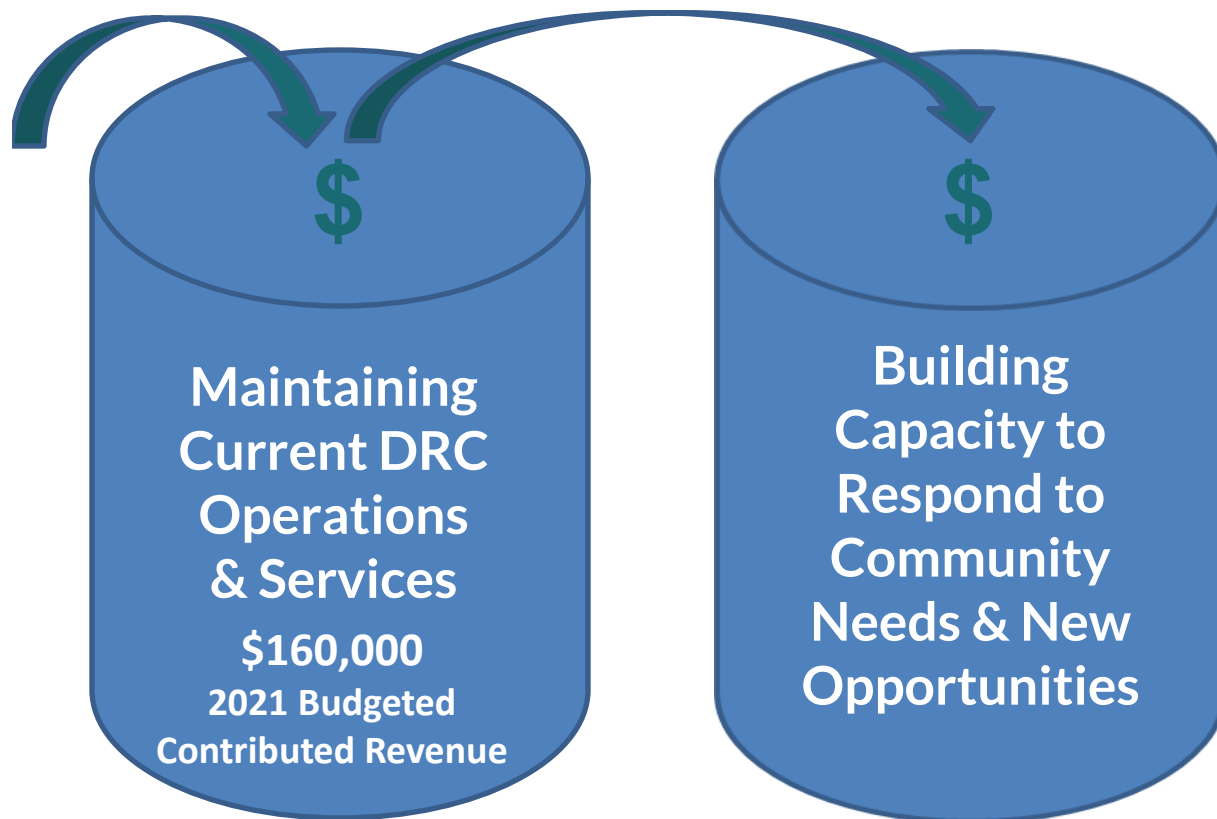 $
Maintaining
Current DRC
Operations
& Services
$160,000
2021 Budgeted
Contributed Revenue
$
Building
Capacity to
Respond to
Community
Needs & New
Opportunities